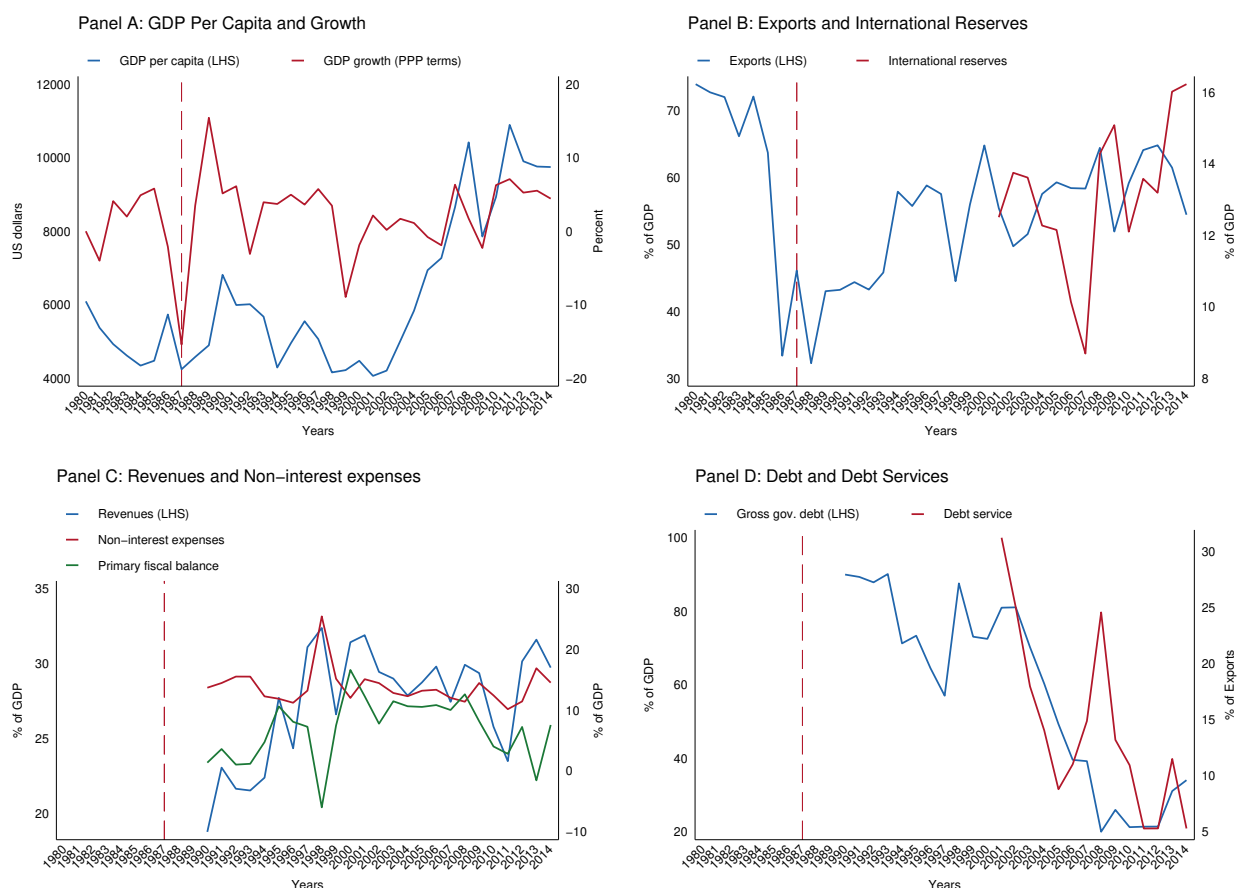 Panel A: GDP Per Capita and Growth
GDP per capita (LHS) GDP growth (PPP terms)
12000
10000
8000
6000
4000
US dollars
20
10
0
−10
−20
Percent
1980 1981 1982 1983 1984 1985 1986 1987 1988 1989 1990 1991 1992 1993 1994 1995 1996 1997 1998 1999 2000 2001 2002 2003 2004 2005 2006 2007 2008 2009 2010 2011 2012 2013 2014
Years
Panel B: Exports and International Reserves
Exports (LHS) International reserves
70
60
50
40
30
% of GDP
16
14
12
10
8
% of GDP
1980 1981 1982 1983 1984 1985 1986 1987 1988 1989 1990 1991 1992 1993 1994 1995 1996 1997 1998 1999 2000 2001 2002 2003 2004 2005 2006 2007 2008 2009 2010 2011 2012 2013 2014
Years
Panel C: Revenues and Non−interest expenses
Revenues (LHS)
Non−interest expenses
Primary fiscal balance
35
30
25
20
% of GDP
30
20
10
0
−10
% of GDP
1980 1981 1982 1983 1984 1985 1986 1987 1988 1989 1990 1991 1992 1993 1994 1995 1996 1997 1998 1999 2000 2001 2002 2003 2004 2005 2006 2007 2008 2009 2010 2011 2012 2013 2014
Years
Panel D: Debt and Debt Services
Gross gov. debt (LHS) Debt service
100
80
60
40
20
% of GDP
30
25
20
15
10
5
% of Exports
1980 1981 1982 1983 1984 1985 1986 1987 1988 1989 1990 1991 1992 1993 1994 1995 1996 1997 1998 1999 2000 2001 2002 2003 2004 2005 2006 2007 2008 2009 2010 2011 2012 2013 2014
Years